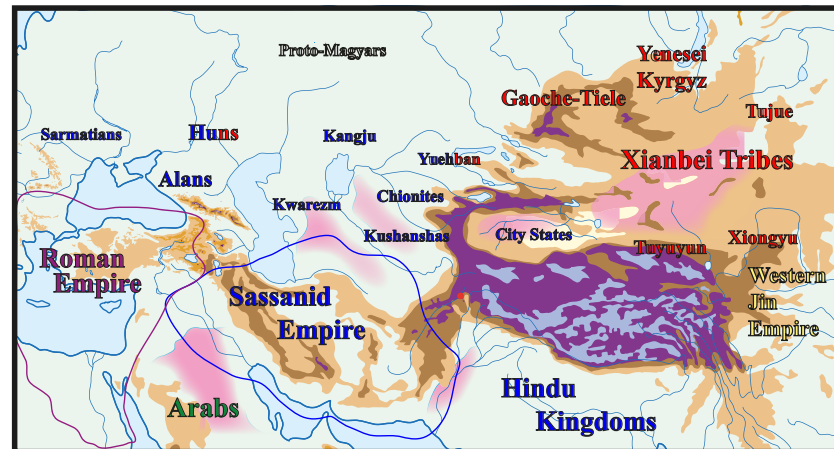 Proto-Magyars
Yenesei
Kyrgyz
Gaoche-Tiele
Tujue
Sarmatians
Huns
Kangju
Yuehban
Xianbei Tribes
Alans
Kwarezm
Chionites
Kushanshas
City States
Tuyuyun
Xiongyu
Roman
Empire
Sassanid
Empire
Western
Jin
Empire
Arabs
Hindu
Kingdoms